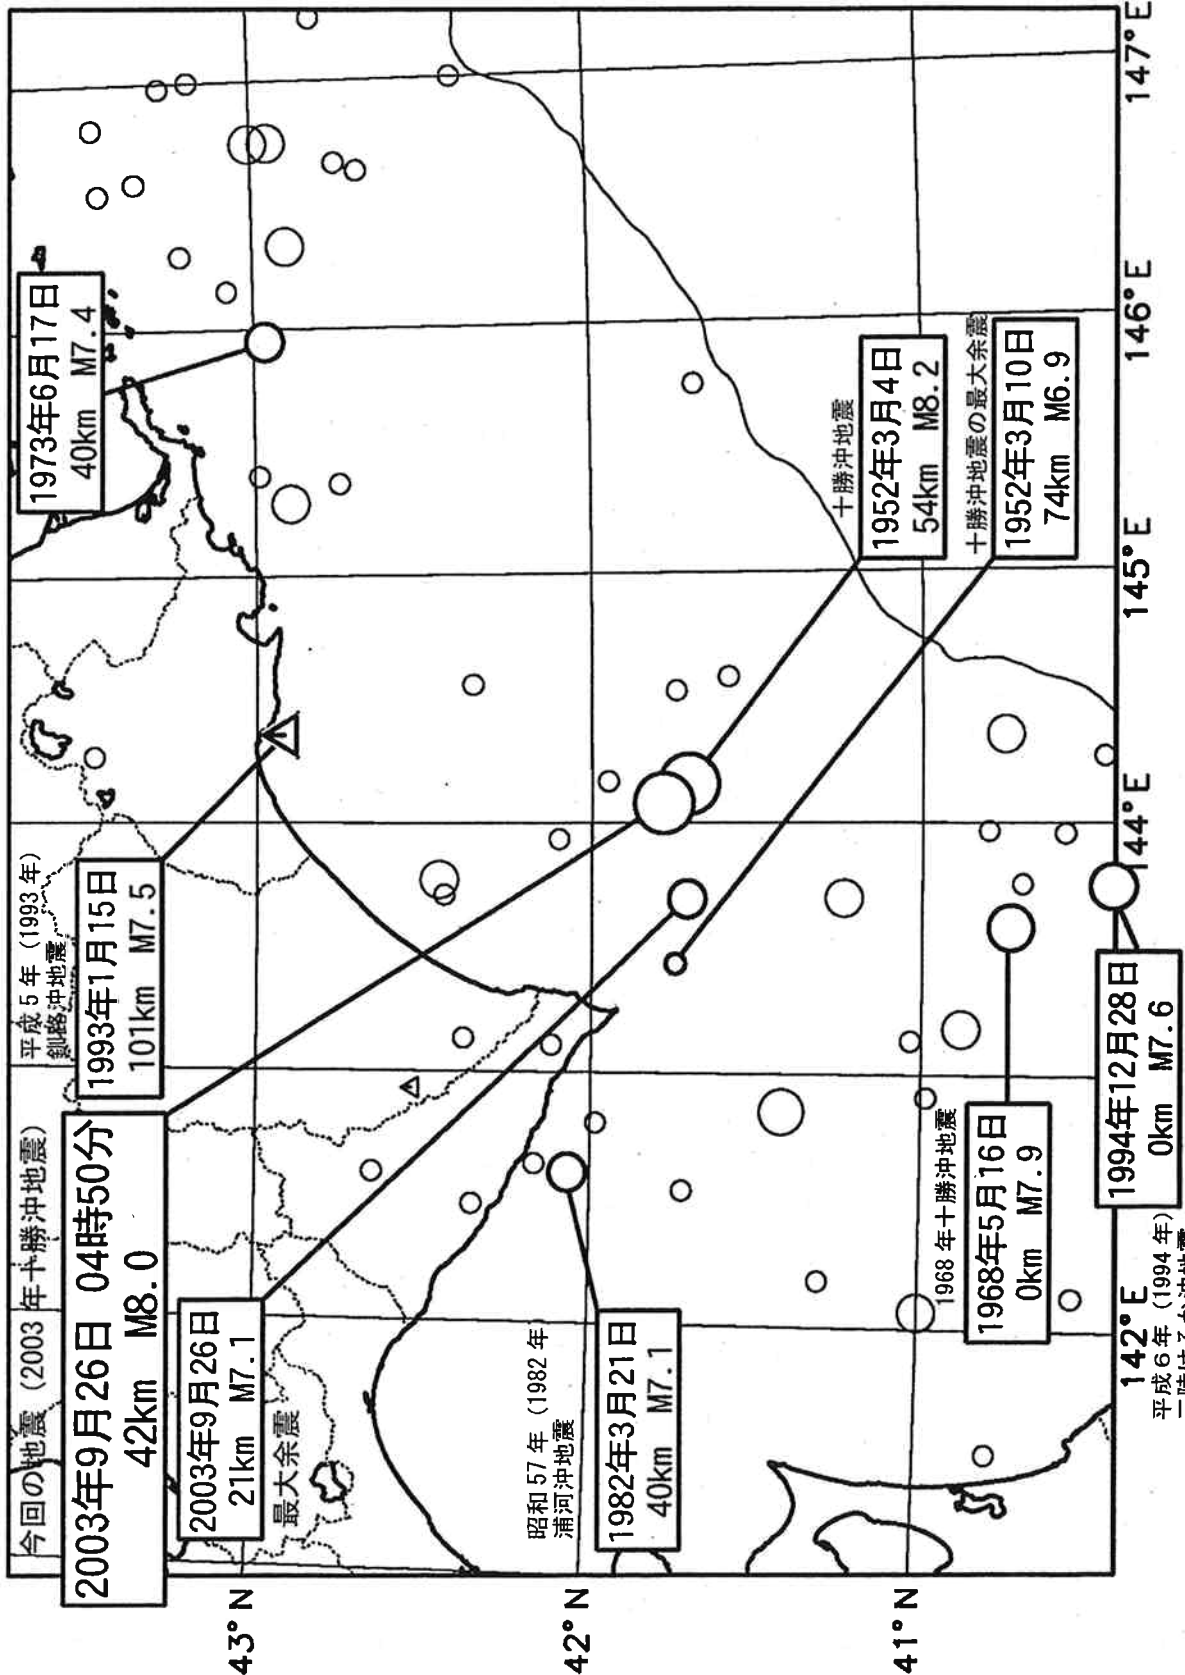 今回の地震（2003年十勝沖地震）
2003年9月26日 04時50分
42km M8.0
2003年9月26日
21km M7.1
最大余震
平成5年（1993年）
釧路沖地震
1993年1月15日
101km M7.5
1973年6月17日
40km M7.4
昭和57年（1982年
浦河沖地震
1982年3月21日
40km M7.1
十勝沖地震
1952年3月4日
54km M8.2
十勝沖地震の最大余震
1952年3月10日
74km M6.9
1968年十勝沖地震
1968年5月16日
0km M7.9
1994年12月28日
0km M7.6
平成6年（1994年）
三陸はるか沖地震
43°N
42°N
41°N
142°E
144°E
145°E
146°E
147°E